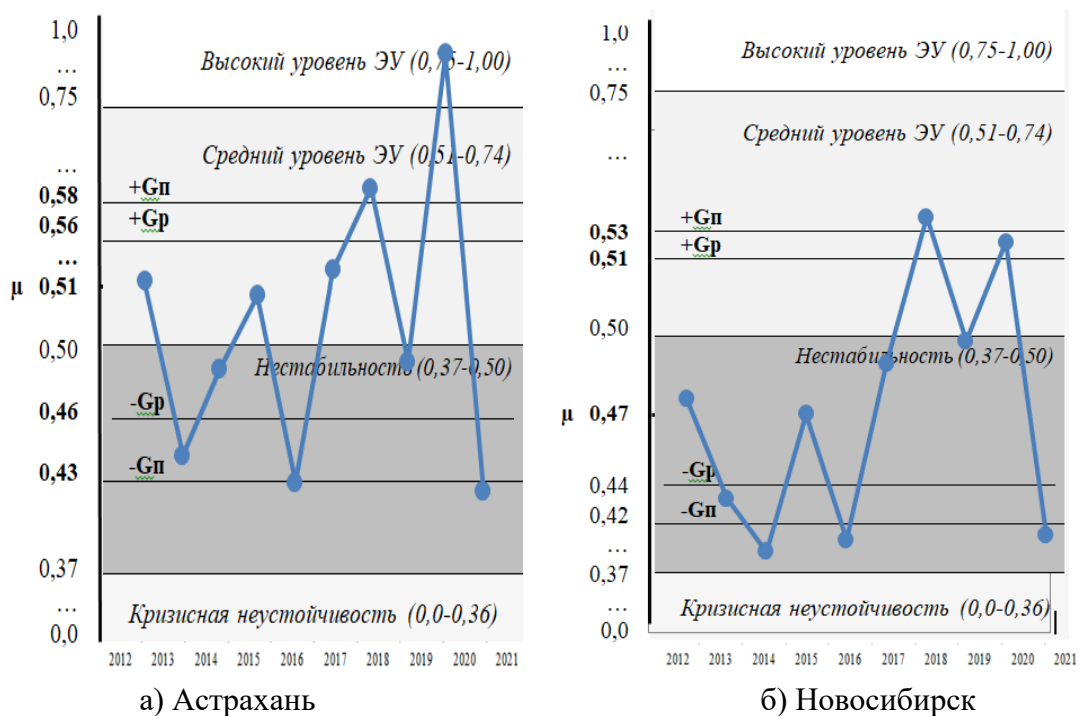 1,0
Высокий уровень ЭУ (0,75-1,00)
…
0,75
Средний уровень ЭУ (0,51-0,74)
…
0,58
+Gп
0,56
+Gр
…
μ 0,51
0,50
Нестабильность (0,37-0,50)
0,46
-Gр
0,43
-Gп
0,37
…
Кризисная неустойчивость (0,0-0,36)
0,0
2012 2013 2014 2015 2016 2017 2018 2019 2020 2021
а) Астрахань
1,0
Высокий уровень ЭУ (0,75-1,00)
…
0,75
Средний уровень ЭУ (0,51-0,74)
…
+Gп
0,53
+Gр
0,51
0,50
Нестабильность (0,37-0,50)
μ 0,47
-Gр
0,44
-Gп
0,42
…
0,37
Кризисная неустойчивость (0,0-0,36)
…
0,0
2012 2013 2014 2015 2016 2017 2018 2019 2020 2021
б) Новосибирск